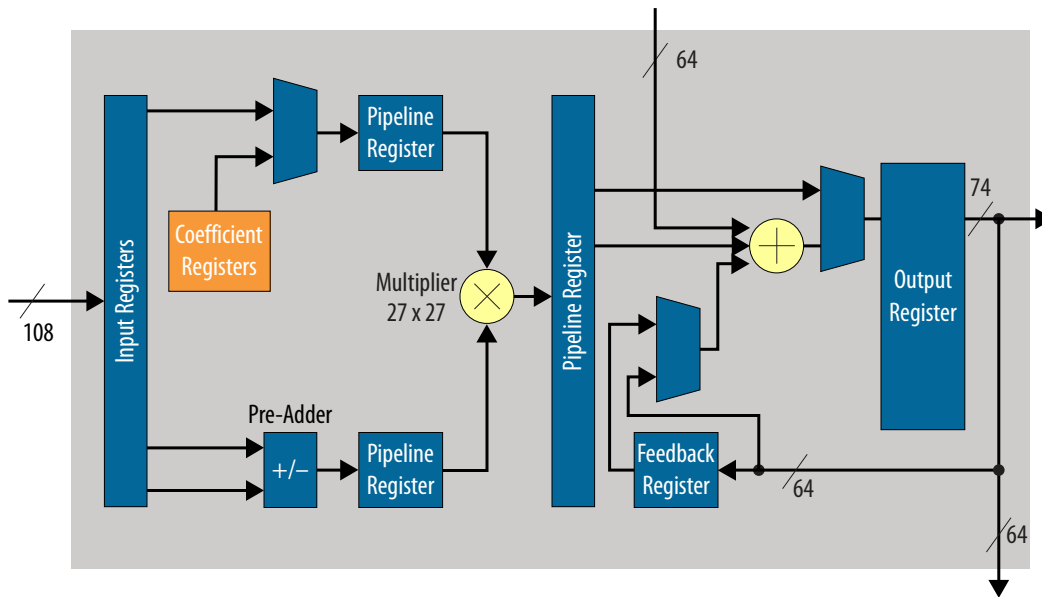 64
Input Registers
Pipeline
Register
Coefficient
Registers
Multiplier
27 x 27
108
Pre-Adder
+/–
Pipeline
Register
Pipeline Register
74
Output
Register
Feedback
Register
64
64